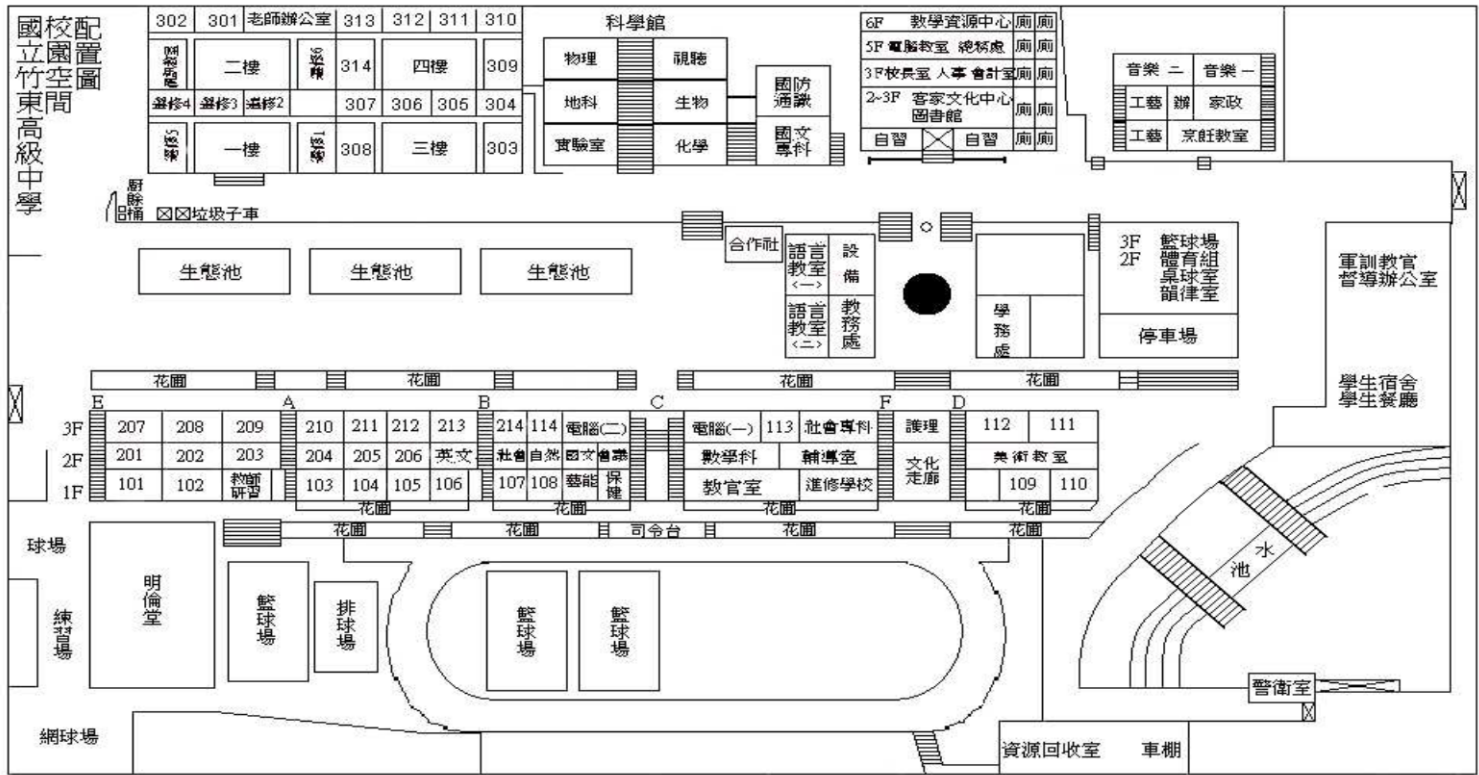 國立竹東高級中學
校園空間
配置圖
302 301 老師辦公室 313 312 311 310
二樓 314 四樓 309
選修4 選修3 選修2 307 306 305 304
選修5 一樓 選修1 308 三樓 303
科學館
物理 視聽
地科 生物
實驗室 化學
國防通識
國文專科
6F 數學資源中心 廁 廁
5F 電腦教室 總務處 廁 廁
3F校長室 人事 會計室 廁 廁
2~3F 客家文化中心 圖書館 廁 廁
自習 自習 廁 廁
音樂二 音樂一
工藝 辦 家政
工藝 烹飪教室
廚餘桶
垃圾子車
生態池 生態池 生態池
合作社
語言教室<一> 設備
語言教室<二> 教務處
學務處
3F 籃球場
2F 體育組
桌球室
韻律室
停車場
軍訓教官
督導辦公室
學生宿舍
學生餐廳
花圃 花圃 花圃 花圃
E A B C F D
3F 207 208 209 210 211 212 213 214 114 電腦(二) 電腦(一) 113 社會專科 護理 112 111
2F 201 202 203 204 205 206 英文 社會 自然 國文 會議 數學科 輔導室 文化走廊 美術教室
1F 101 102 教師研習 103 104 105 106 107 108 藝能 保健 教官室 進修學校 109 110
花圃 花圃 花圃 花圃
花圃 花圃 司令台 花圃 花圃
球場
練習場
網球場
明倫堂
籃球場
排球場
籃球場
籃球場
水池
警衛室
資源回收室 車棚